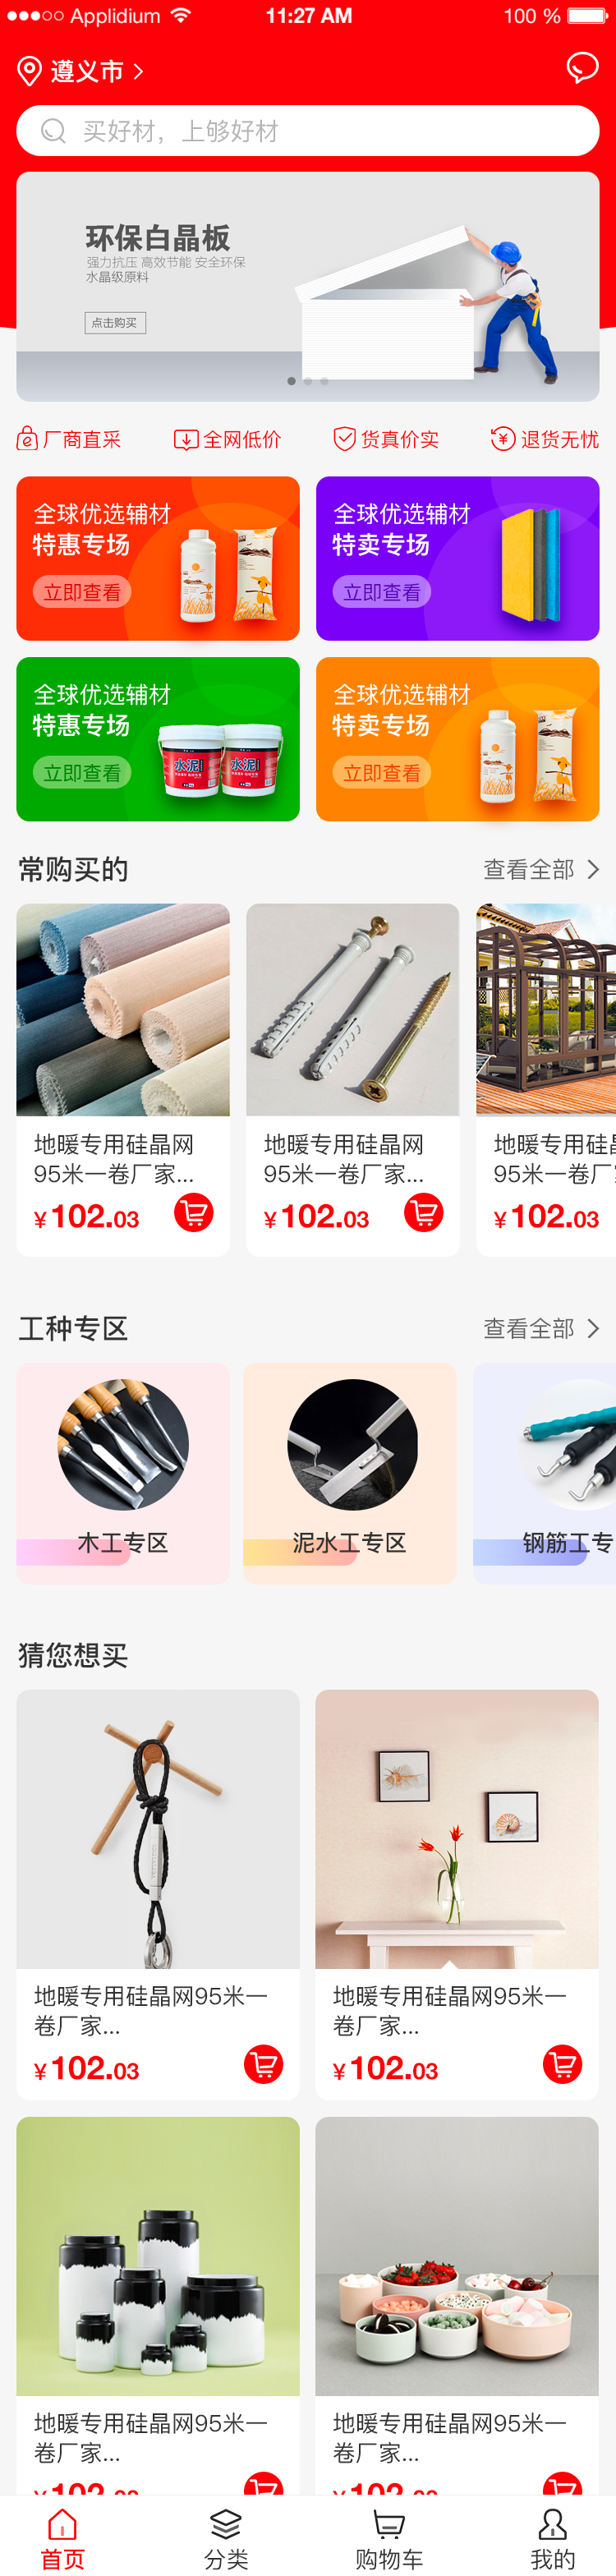 Applidium 11:27 AM 100 %
遵义市
买好材，上够好材
环保白晶板
强力抗压 高效节能 安全环保
水晶级原料
点击购买
厂商直采 全网低价 货真价实 退货无忧
全球优选辅材
特惠专场
立即查看
全球优选辅材
特卖专场
立即查看
全球优选辅材
特惠专场
立即查看
水泥
水泥
全球优选辅材
特卖专场
立即查看
常购买的 查看全部
地暖专用硅晶网
95米一卷厂家...
¥102.03
地暖专用硅晶网
95米一卷厂家...
¥102.03
地暖专用硅
95米一卷厂
¥102.03
工种专区 查看全部
木工专区
泥水工专区
钢筋工专
猜您想买
地暖专用硅晶网95米一
卷厂家...
¥102.03
地暖专用硅晶网95米一
卷厂家...
¥102.03
地暖专用硅晶网95米一
卷厂家...
¥102.03
地暖专用硅晶网95米一
卷厂家...
¥102.03
首页 分类 购物车 我的